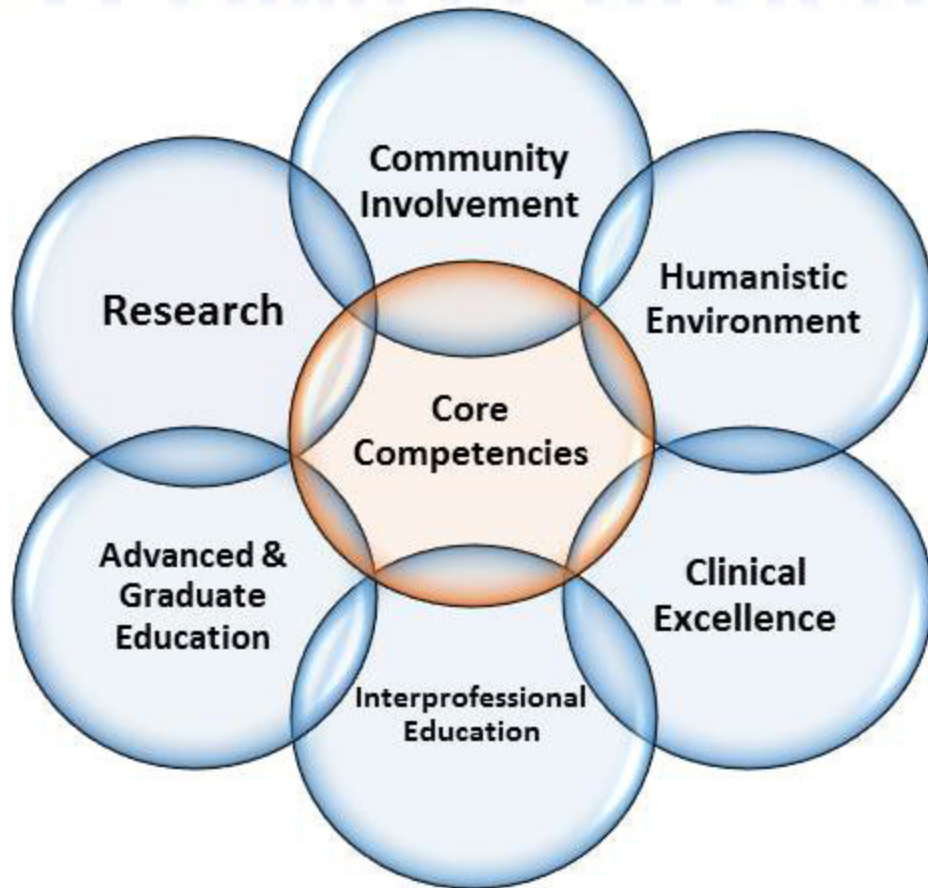 Community
Involvement
Humanistic
Environment
Research
Core
Competencies
Advanced &
Graduate
Education
Clinical
Excellence
Interprofessional
Education